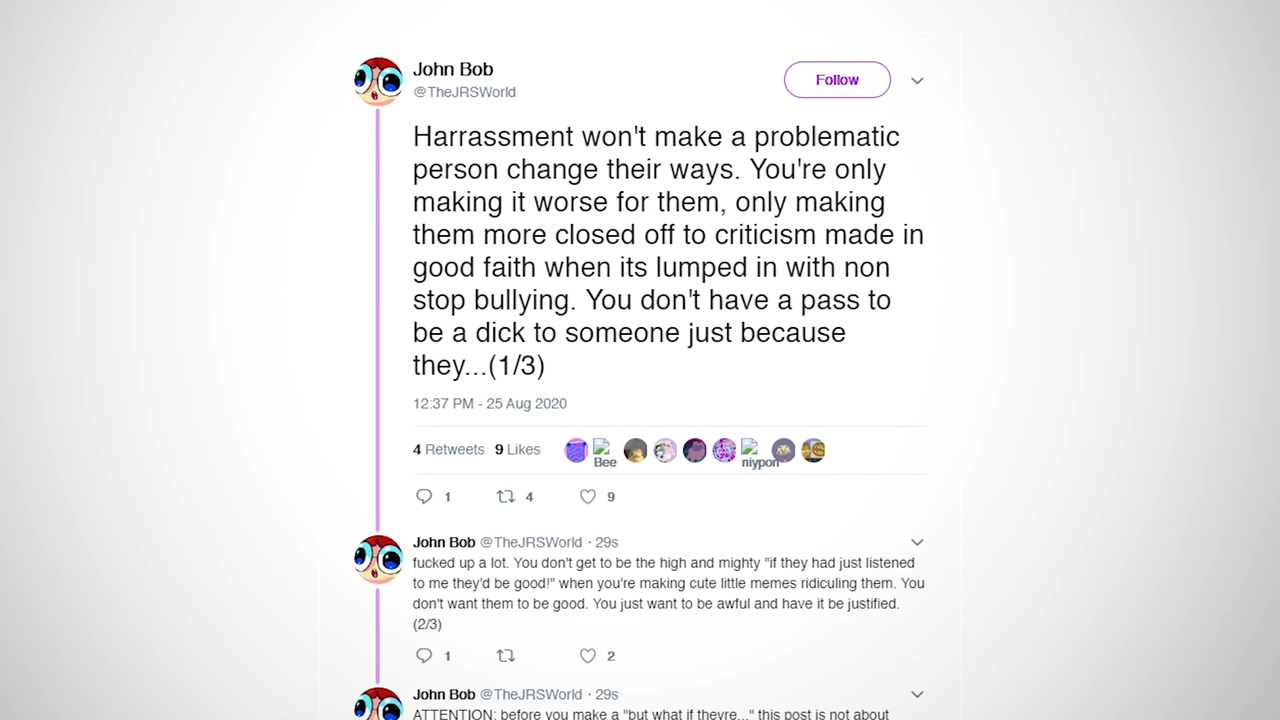 John Bob
@TheJRSWorld
Follow
Harrassment won't make a problematic
person change their ways. You're only
making it worse for them, only making
them more closed off to criticism made in
good faith when its lumped in with non
stop bullying. You don't have a pass to
be a dick to someone just because
they...(1/3)
12:37 PM - 25 Aug 2020
4 Retweets 9 Likes
Bee
niypon
1 4 9
John Bob @TheJRSWorld · 29s
fucked up a lot. You don't get to be the high and mighty "if they had just listened
to me they'd be good!" when you're making cute little memes ridiculing them. You
don't want them to be good. You just want to be awful and have it be justified.
(2/3)
1 2
John Bob @TheJRSWorld · 29s
ATTENTION: before you make a "but what if theyre..." this post is not about